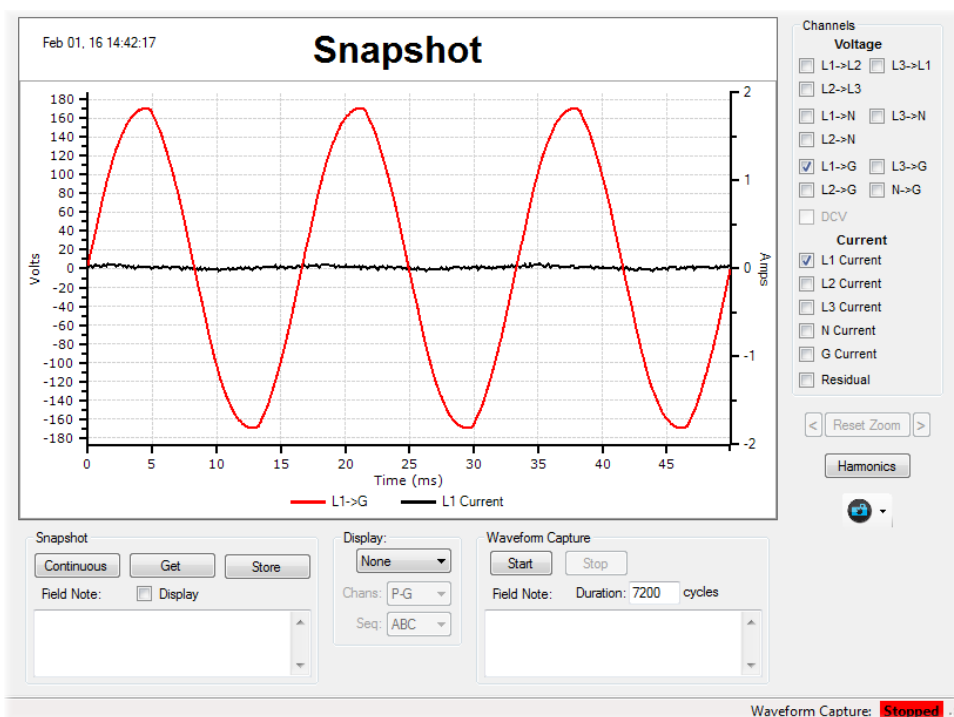 Feb 01, 16 14:42:17
Snapshot
180
160
140
120
100
80
60
40
20
0
-20
-40
-60
-80
-100
-120
-140
-160
-180
Volts
2
1
0
-1
-2
Amps
0 5 10 15 20 25 30 35 40 45
Time (ms)
L1->G L1 Current
Channels
Voltage
L1->L2 L3->L1
L2->L3
L1->N L3->N
L2->N
L1->G L3->G
L2->G N->G
DCV
Current
L1 Current
L2 Current
L3 Current
N Current
G Current
Residual
< Reset Zoom >
Harmonics
Snapshot
Continuous Get Store
Field Note: Display
Display:
None
Chans: P-G
Seq: ABC
Waveform Capture
Start Stop
Field Note: Duration: 7200 cycles
Waveform Capture: Stopped